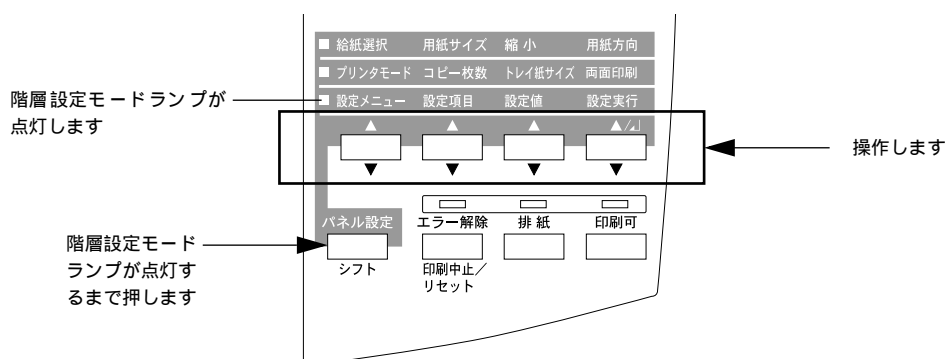 給紙選択 用紙サイズ 縮 小 用紙方向
プリンタモード コピー枚数 トレイ紙サイズ 両面印刷
設定メニュー 設定項目 設定値 設定実行
階層設定モードランプが
点灯します
操作します
パネル設定 エラー解除 排 紙 印刷可
シフト 印刷中止/
リセット
階層設定モード
ランプが点灯す
るまで押します